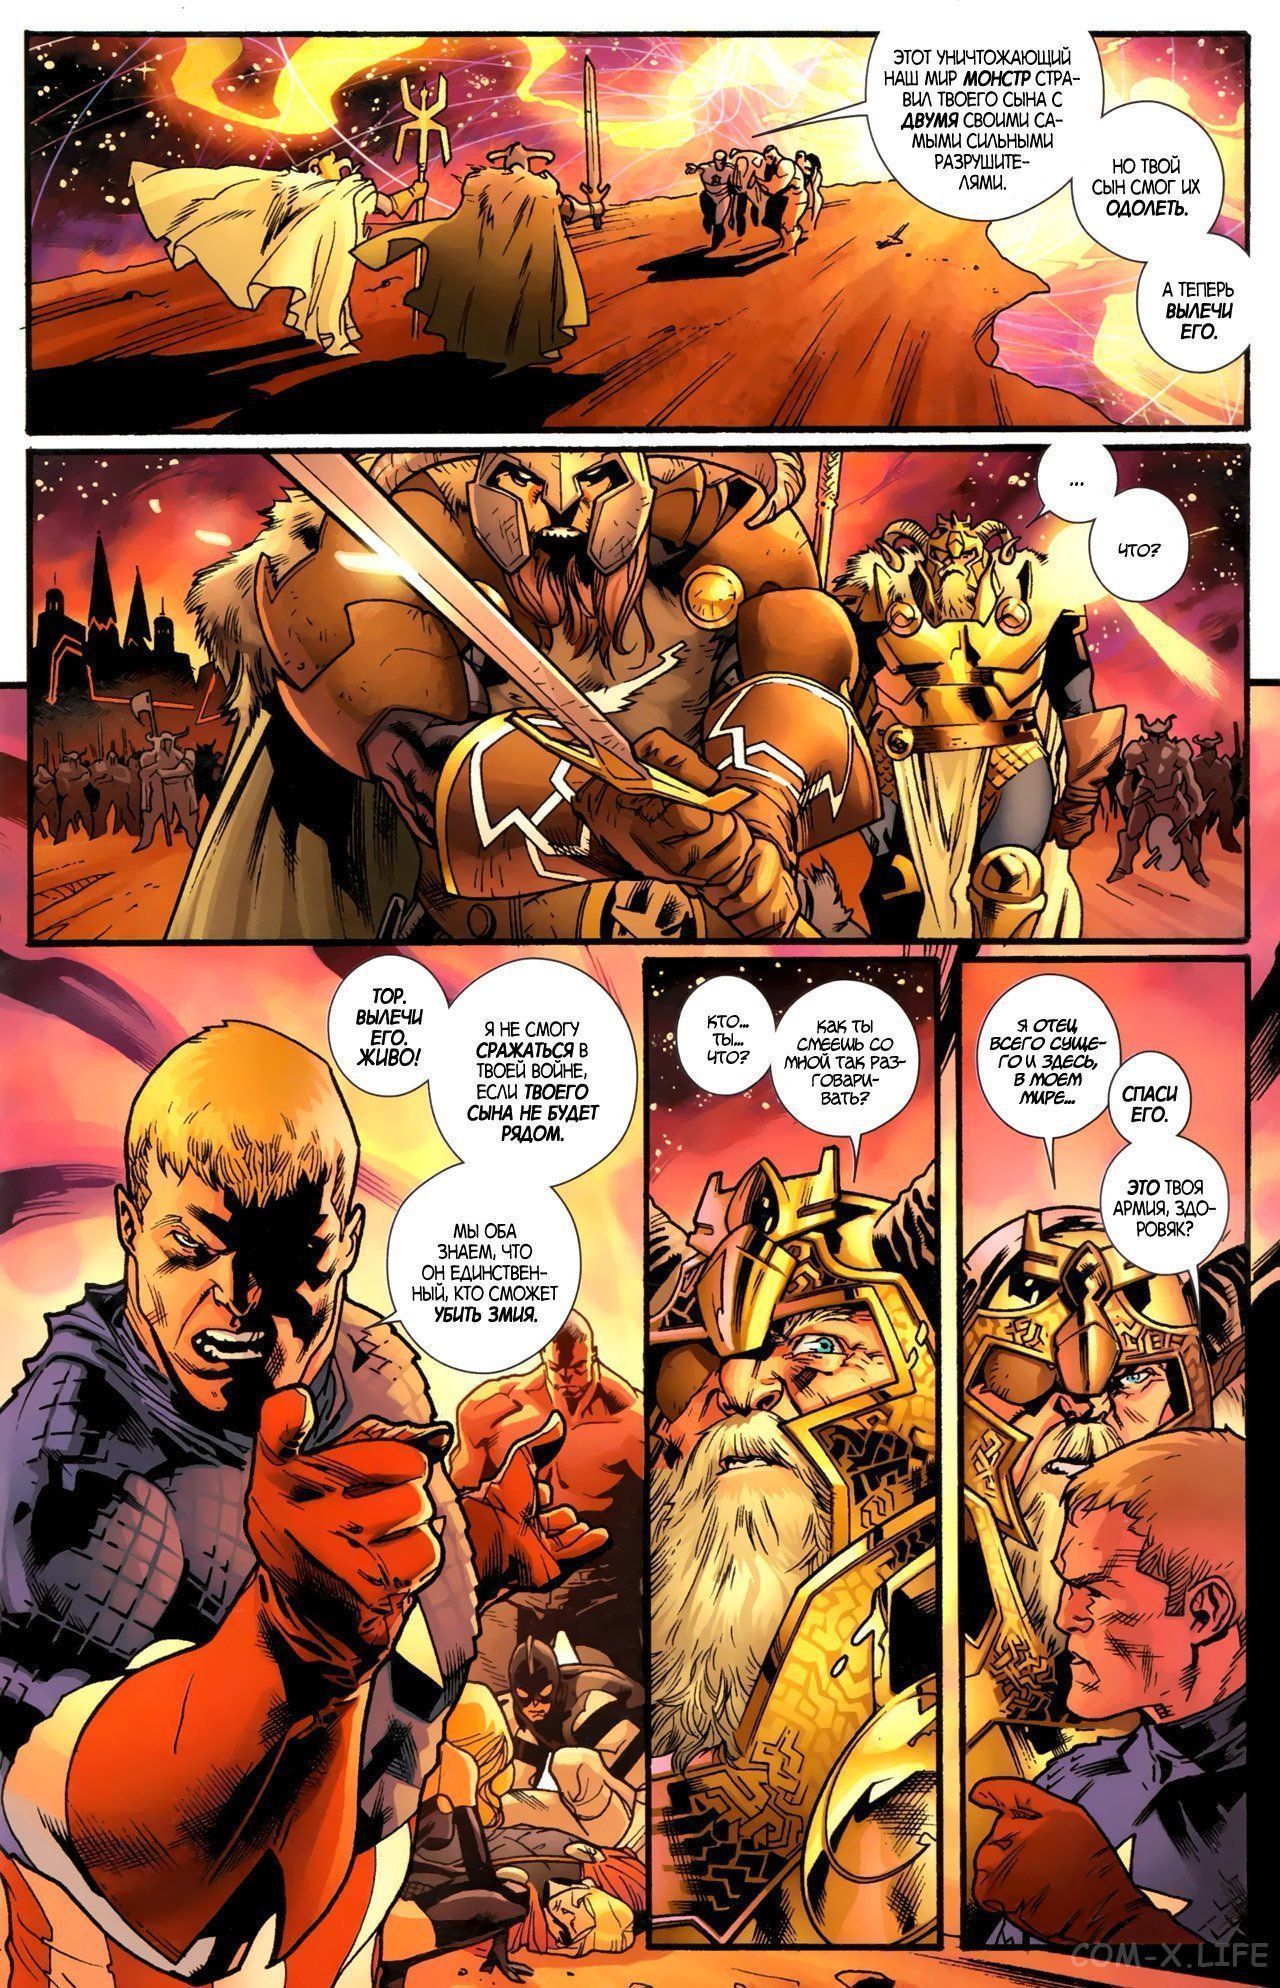 ЭТОТ УНИЧТОЖАЮЩИЙ
НАШ МИР МОНСТР СТРА-
ВИЛ ТВОЕГО СЫНА С
ДВУМЯ СВОИМИ СА-
МЫМИ СИЛЬНЫМИ
РАЗРУШИТЕ-
ЛЯМИ.
НО ТВОЙ
СЫН СМОГ ИХ
ОДОЛЕТЬ.
А ТЕПЕРЬ
ВЫЛЕЧИ
ЕГО.
...
ЧТО?
ТОР.
ВЫЛЕЧИ
ЕГО.
ЖИВО!
Я НЕ СМОГУ
СРАЖАТЬСЯ В
ТВОЕЙ ВОЙНЕ,
ЕСЛИ ТВОЕГО
СЫНА НЕ БУДЕТ
РЯДОМ.
МЫ ОБА
ЗНАЕМ, ЧТО
ОН ЕДИНСТВЕН-
НЫЙ, КТО СМОЖЕТ
УБИТЬ ЗМИЯ.
КТО...
ТЫ...
ЧТО?
КАК ТЫ
СМЕЕШЬ СО
МНОЙ ТАК РАЗ-
ГОВАРИ-
ВАТЬ?
Я ОТЕЦ
ВСЕГО СУЩЕ-
ГО И ЗДЕСЬ,
В МОЕМ
МИРЕ...
СПАСИ
ЕГО.
ЭТО ТВОЯ
АРМИЯ, ЗДО-
РОВЯК?
COM-X.LIFE